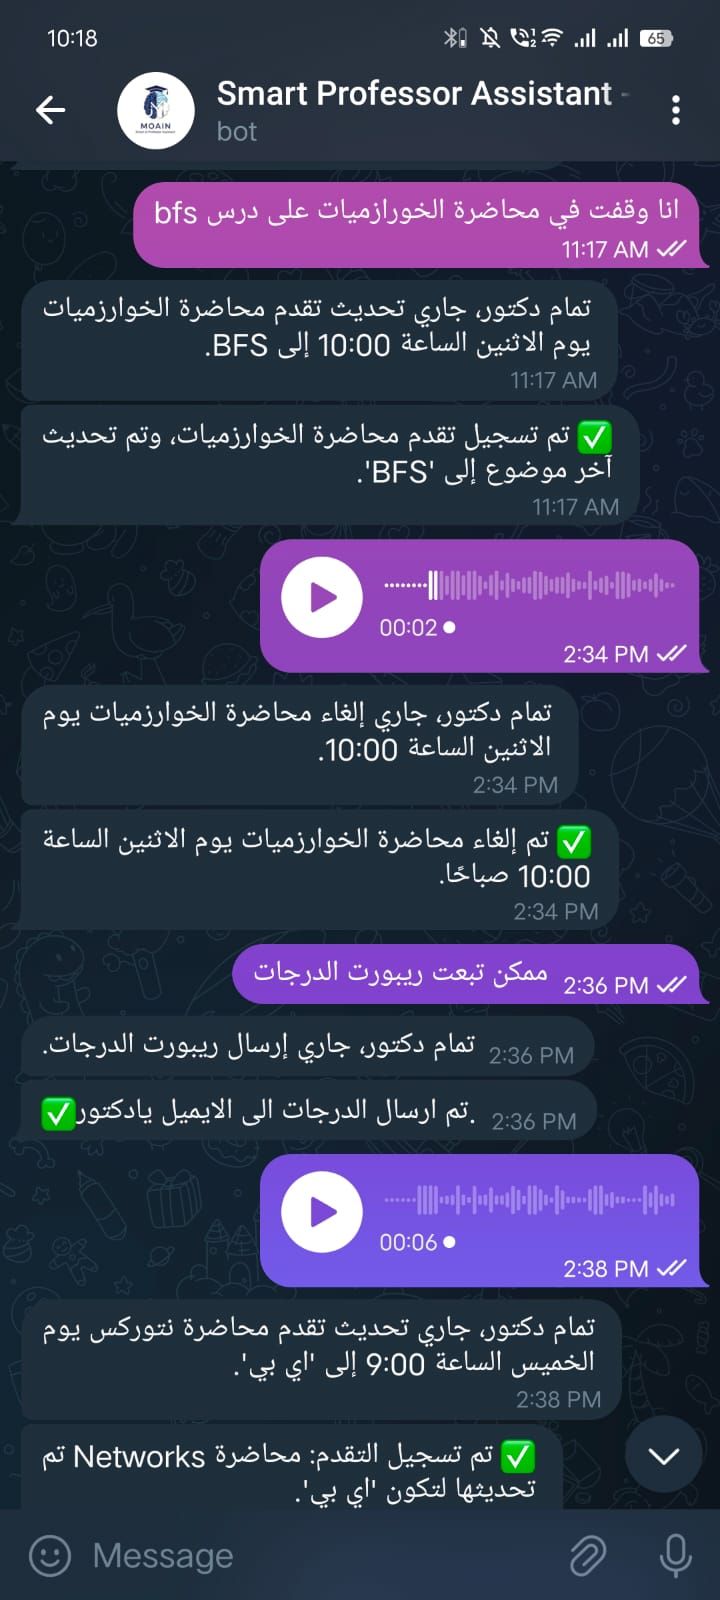 10:18
2
65
Smart Professor Assistant -
bot
MOAIN
انا وقفت في محاضرة الخورازميات على درس bfs
11:17 AM
تمام دكتور، جاري تحديث تقدم محاضرة الخوارزميات
يوم الاثنين الساعة 10:00 إلى BFS.
11:17 AM
✅ تم تسجيل تقدم محاضرة الخوارزميات، وتم تحديث
آخر موضوع إلى 'BFS'.
11:17 AM
00:02
2:34 PM
تمام دكتور، جاري إلغاء محاضرة الخوارزميات يوم
الاثنين الساعة 10:00.
2:34 PM
✅ تم إلغاء محاضرة الخوارزميات يوم الاثنين الساعة
10:00 صباحًا.
2:34 PM
ممكن تبعت ريبورت الدرجات
2:36 PM
تمام دكتور، جاري إرسال ريبورت الدرجات.
2:36 PM
.تم ارسال الدرجات الى الايميل يادكتور✅
2:36 PM
00:06
2:38 PM
تمام دكتور، جاري تحديث تقدم محاضرة نتوركس يوم
الخميس الساعة 9:00 إلى 'اي بي'.
2:38 PM
✅ تم تسجيل التقدم: محاضرة Networks تم
تحديثها لتكون 'اي بي'.
Message